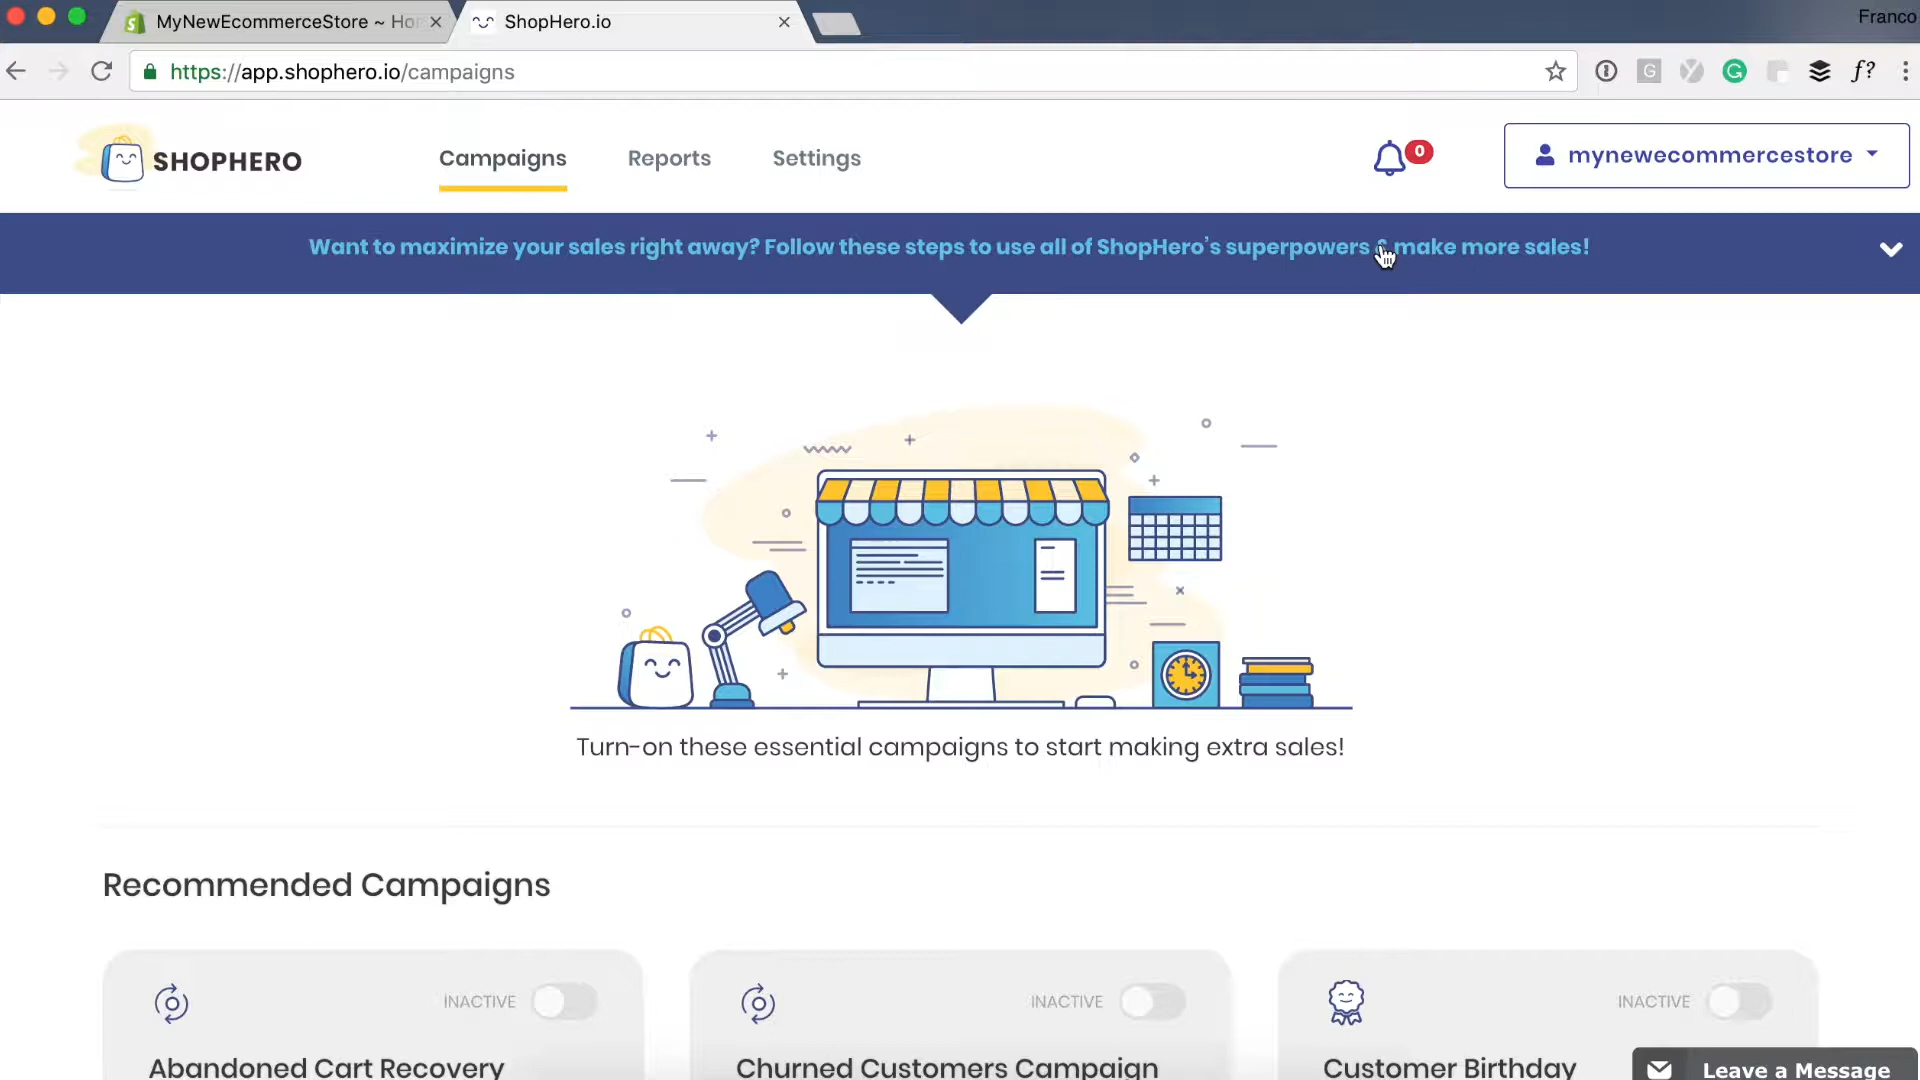 Franco
MyNewEcommerceStore ~ Ho
ShopHero.io
https://app.shophero.io/campaigns
SHOPHERO
Campaigns
Reports
Settings
0
mynewecommercestore
Want to maximize your sales right away? Follow these steps to use all of ShopHero's superpowers & make more sales!
Turn-on these essential campaigns to start making extra sales!
Recommended Campaigns
INACTIVE
INACTIVE
INACTIVE
Abandoned Cart Recovery
Churned Customers Campaign
Customer Birthday
Leave a Message